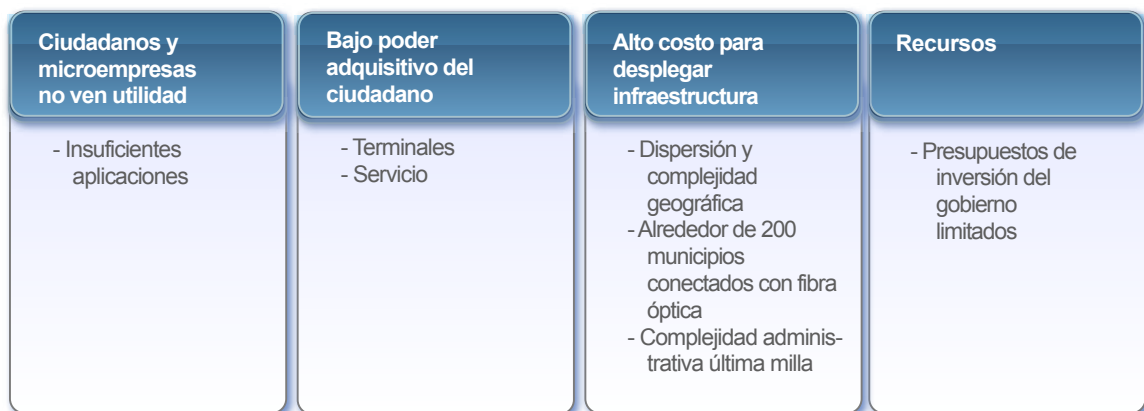 Ciudadanos y
microempresas
no ven utilidad
- Insuficientes
aplicaciones
Bajo poder
adquisitivo del
ciudadano
- Terminales
- Servicio
Alto costo para
desplegar
infraestructura
- Dispersión y
complejidad
geográfica
- Alrededor de 200
municipios
conectados con fibra
óptica
- Complejidad adminis-
trativa última milla
Recursos
- Presupuestos de
inversión del
gobierno
limitados